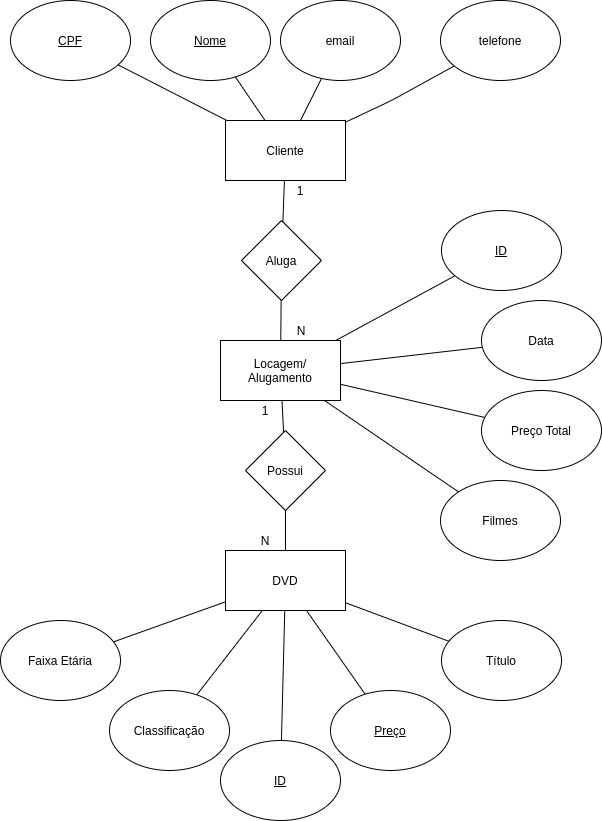 CPF
Nome
email
telefone
Cliente
1
Aluga
ID
N
Data
Locagem/
Alugamento
1
Preço Total
Possui
Filmes
N
DVD
Faixa Etária
Título
Classificação
Preço
ID